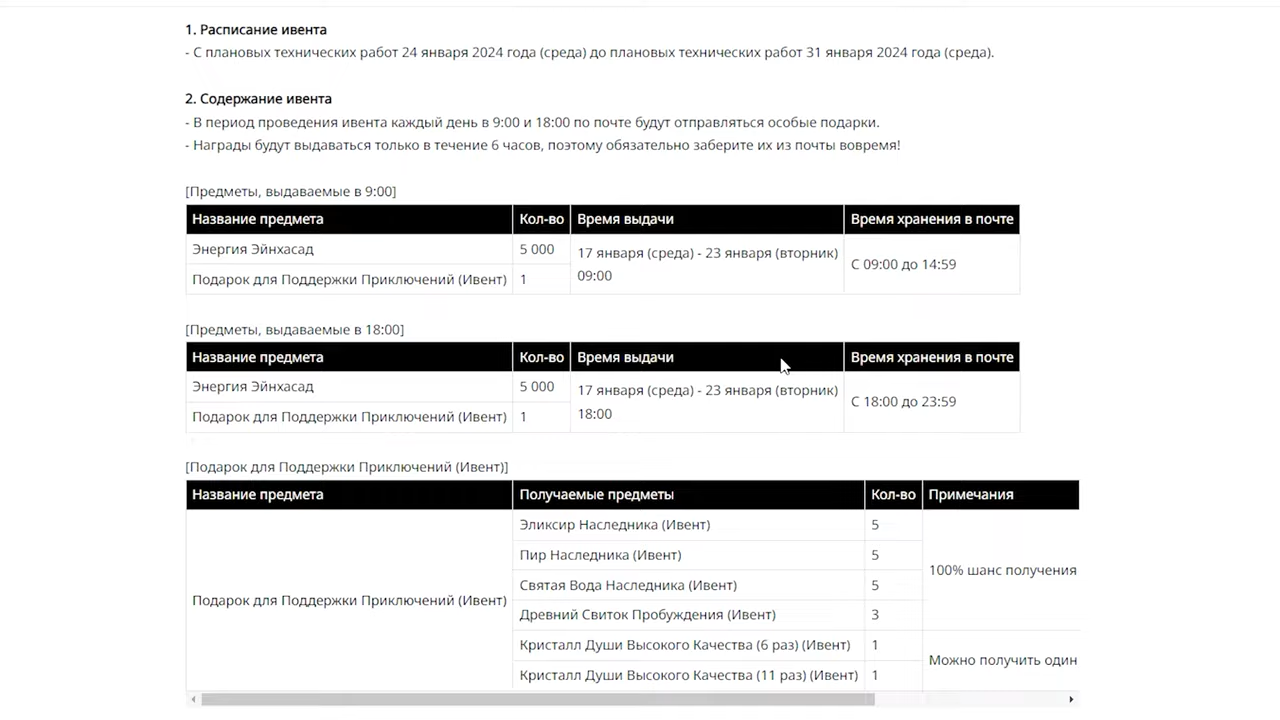 1. Расписание ивента
- С плановых технических работ 24 января 2024 года (среда) до плановых технических работ 31 января 2024 года (среда).
2. Содержание ивента
- В период проведения ивента каждый день в 9:00 и 18:00 по почте будут отправляться особые подарки.
- Награды будут выдаваться только в течение 6 часов, поэтому обязательно заберите их из почты вовремя!
[Предметы, выдаваемые в 9:00]
Название предмета Кол-во Время выдачи Время хранения в почте
Энергия Эйнхасад 5 000 17 января (среда) - 23 января (вторник)
09:00 С 09:00 до 14:59
Подарок для Поддержки Приключений (Ивент) 1
[Предметы, выдаваемые в 18:00]
Название предмета Кол-во Время выдачи Время хранения в почте
Энергия Эйнхасад 5 000 17 января (среда) - 23 января (вторник)
18:00 С 18:00 до 23:59
Подарок для Поддержки Приключений (Ивент) 1
[Подарок для Поддержки Приключений (Ивент)]
Название предмета Получаемые предметы Кол-во Примечания
Подарок для Поддержки Приключений (Ивент)
Эликсир Наследника (Ивент) 5
Пир Наследника (Ивент) 5
Святая Вода Наследника (Ивент) 5
Древний Свиток Пробуждения (Ивент) 3
100% шанс получения
Кристалл Души Высокого Качества (6 раз) (Ивент) 1
Кристалл Души Высокого Качества (11 раз) (Ивент) 1
Можно получить один